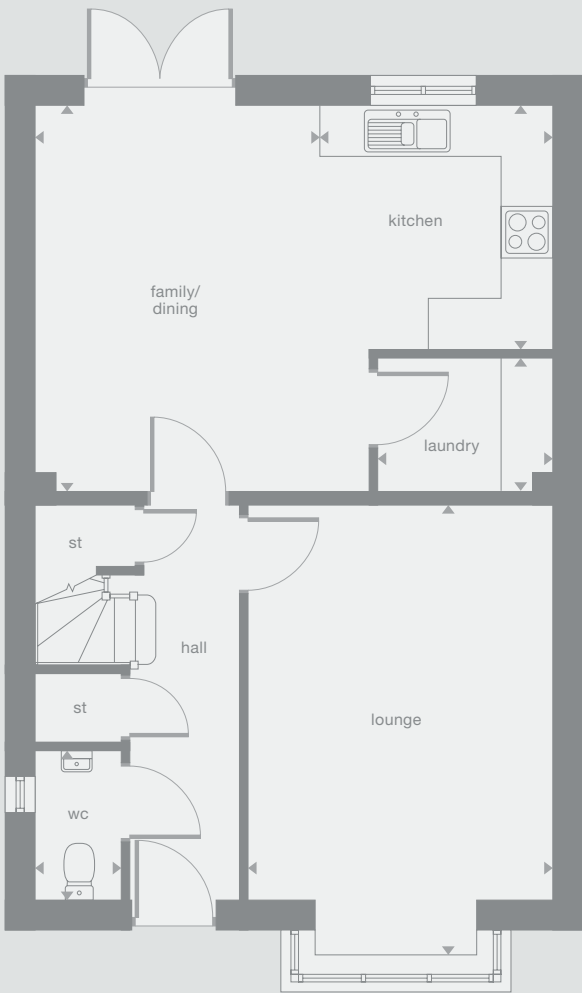 kitchen
family/
dining
laundry
st
hall
st
lounge
wc